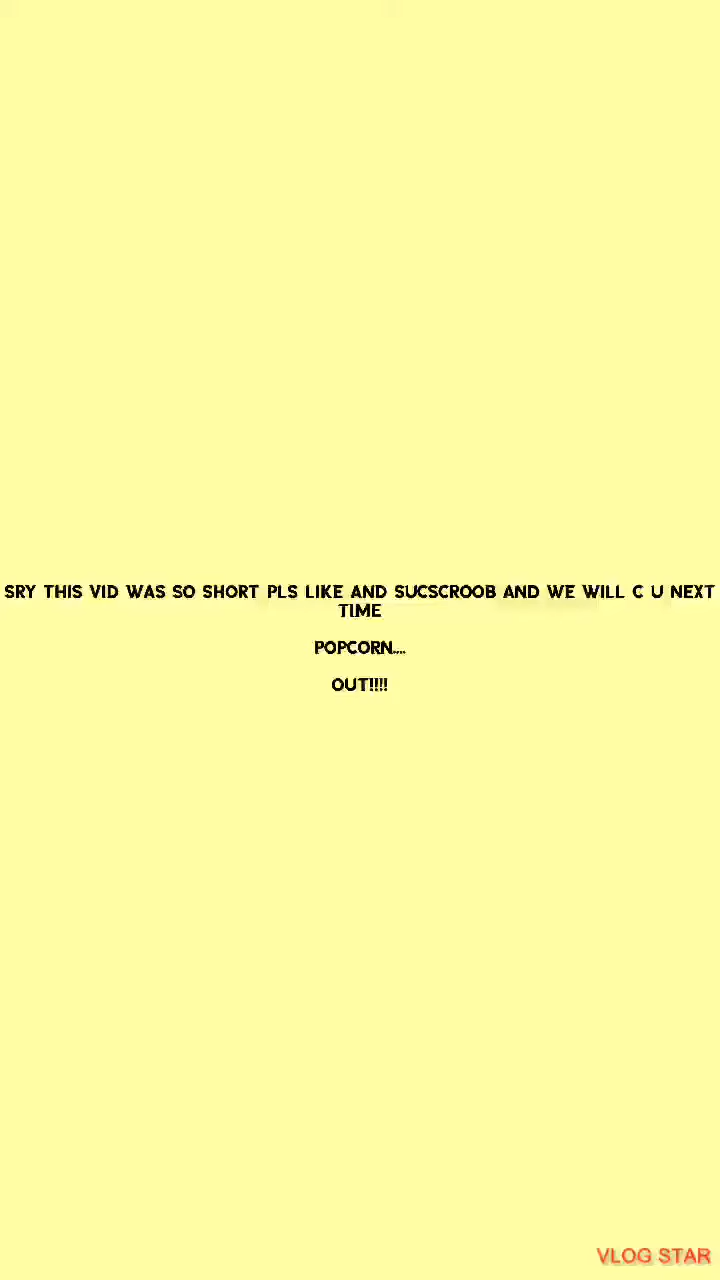 SRY THIS VID WAS SO SHORT PLS LIKE AND SUCSCROOB AND WE WILL C U NEXT
TIME
POPCORN....
OUT!!!!
VLOG STAR